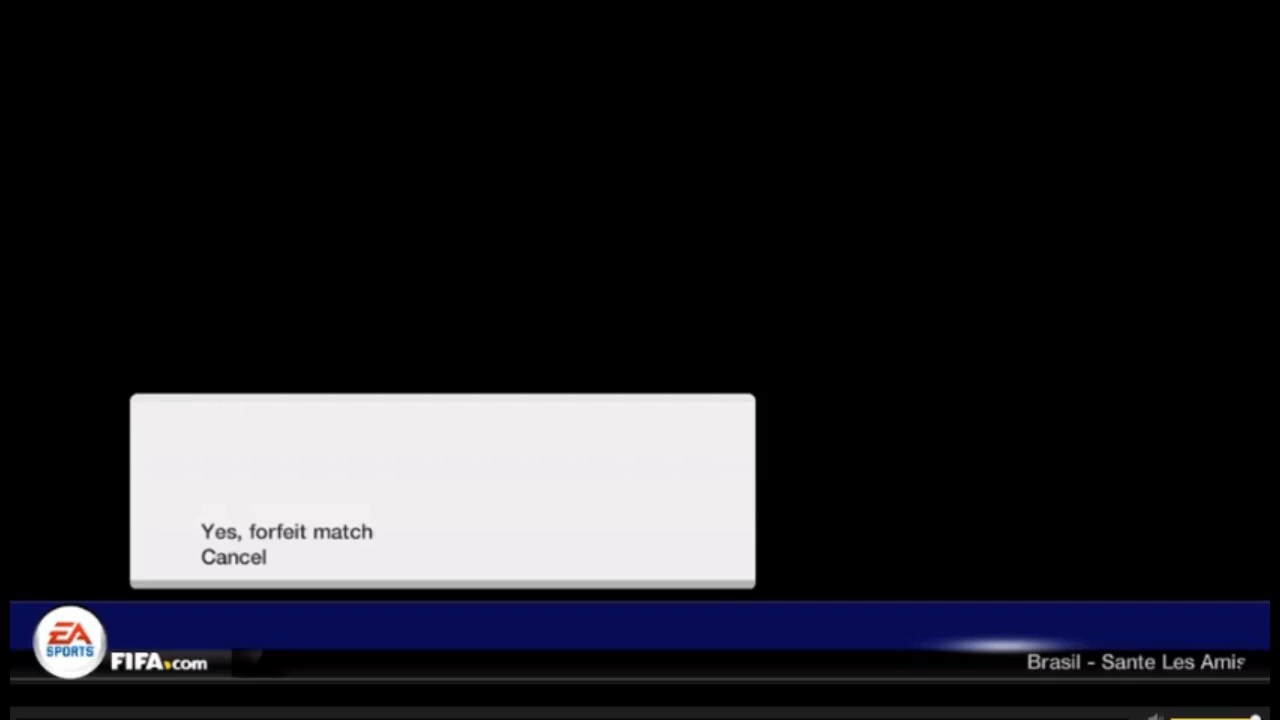 Yes, forfeit match
Cancel
EA
SPORTS
FIFA.com
Brasil - Sante Les Amis